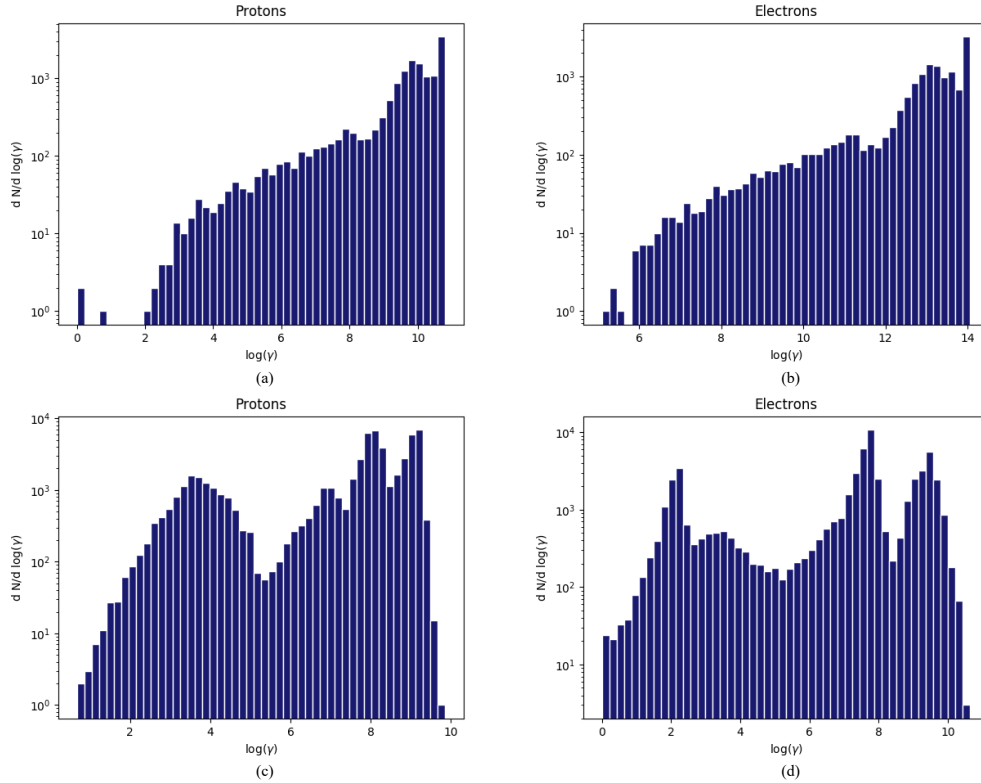 Protons
d N/d log(γ)
10³
10²
10¹
10⁰
0 2 4 6 8 10
log(γ)
(a)
Electrons
d N/d log(γ)
10³
10²
10¹
10⁰
6 8 10 12 14
log(γ)
(b)
Protons
d N/d log(γ)
10⁴
10³
10²
10¹
10⁰
2 4 6 8 10
log(γ)
(c)
Electrons
d N/d log(γ)
10⁴
10³
10²
10¹
0 2 4 6 8 10
log(γ)
(d)